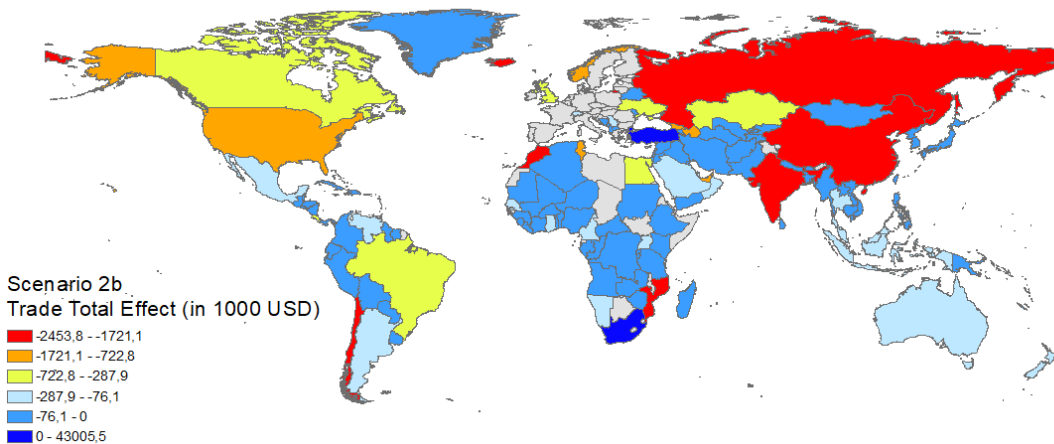 Scenario 2b
Trade Total Effect (in 1000 USD)
-2453,8 - -1721,1
-1721,1 - -722,8
-722,8 - -287,9
-287,9 - -76,1
-76,1 - 0
0 - 43005,5